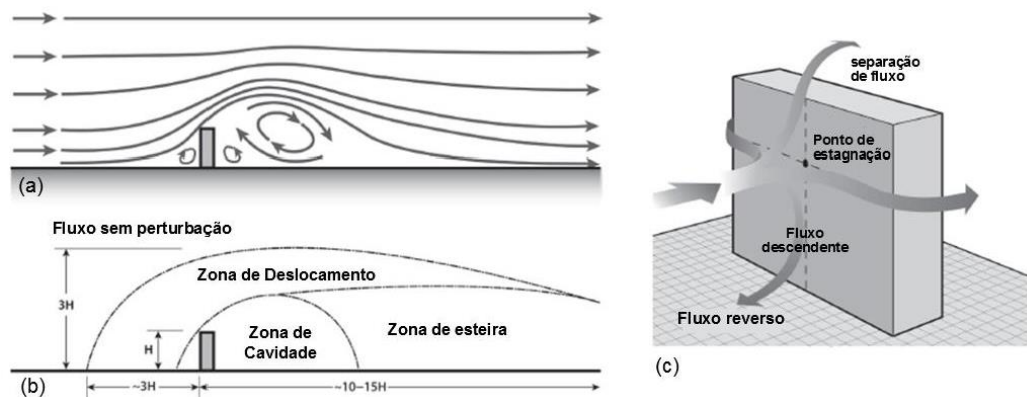 (a)
Fluxo sem perturbação
Zona de Deslocamento
3H
H
Zona de
Cavidade
Zona de esteira
(b)
~3H
~10–15H
separação
de fluxo
Ponto de
estagnação
Fluxo
descendente
Fluxo reverso
(c)